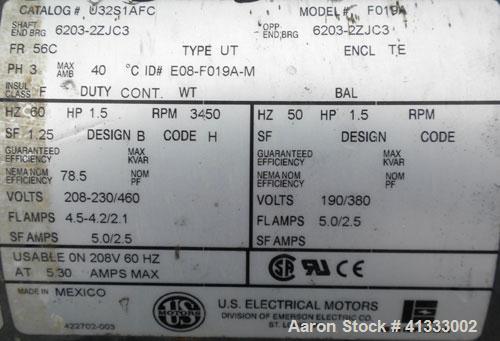 CATALOG # U32S1AFC MODEL # F019A
SHAFT END BRG 6203-2ZJC3 OPP. END BRG 6203-2ZJC3
FR 56C TYPE UT ENCL TE
PH 3 MAX AMB 40 °C ID# E08-F019A-M
INSUL CLASS F DUTY CONT. WT BAL
HZ 60 HP 1.5 RPM 3450
SF 1.25 DESIGN B CODE H
GUARANTEED EFFICIENCY MAX KVAR
NEMA NOM EFFICIENCY 78.5 NOM PF
VOLTS 208-230/460
F.L.AMPS 4.5-4.2/2.1
SF AMPS 5.0/2.5
HZ 50 HP 1.5 RPM
SF DESIGN CODE
GUARANTEED EFFICIENCY MAX KVAR
NEMA NOM EFFICIENCY NOM PF
VOLTS 190/380
F.L.AMPS 5.0/2.5
SF AMPS
USABLE ON 208V 60 HZ
AT 5.30 AMPS MAX
MADE IN MEXICO
422702-003
US
MOTORS
U.S. ELECTRICAL MOTORS
DIVISION OF EMERSON ELECTRIC CO.
ST. L
Aaron Stock # 41333002